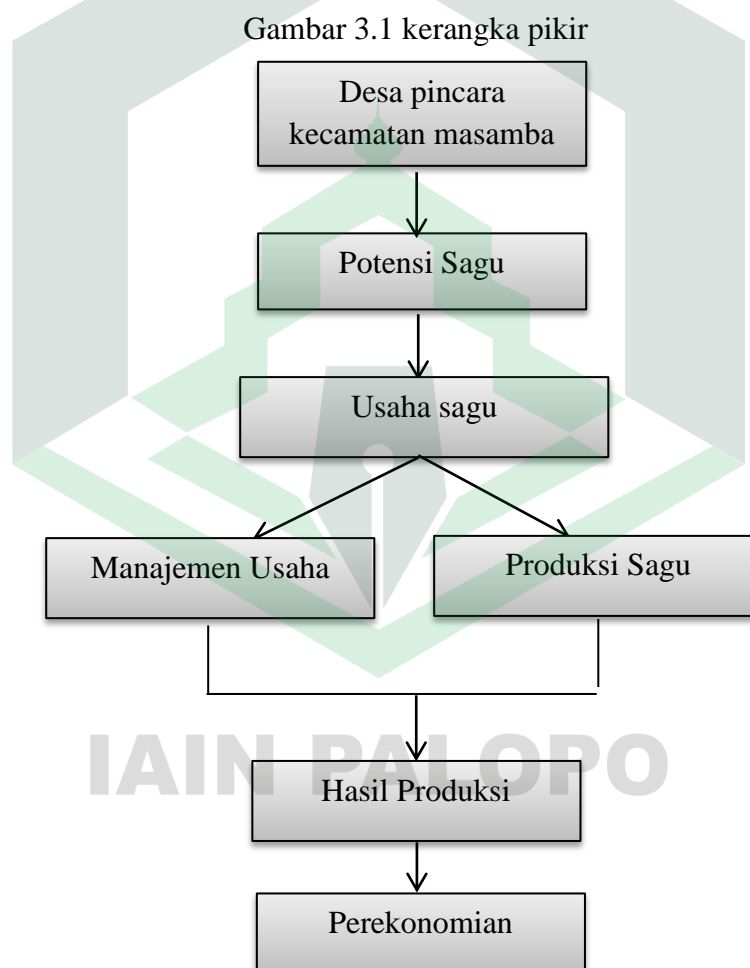 Gambar 3.1 kerangka pikir
Desa pincara
kecamatan masamba
Potensi Sagu
Usaha sagu
Manajemen Usaha
Produksi Sagu
IAIN PALOPO
Hasil Produksi
Perekonomian